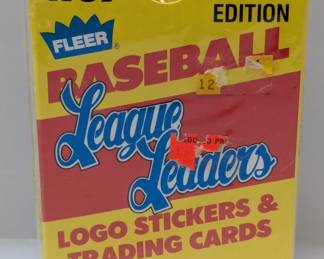 EDITION
FLEER
BASEBALL
League
Leaders
12
LOGO STICKERS &
TRADING CARDS